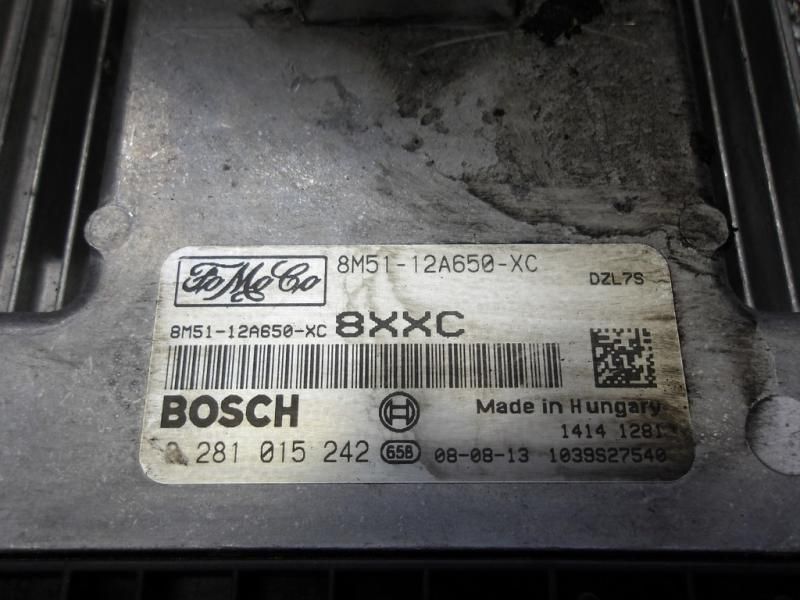 FoMoCo 8M51-12A650-XC DZL7S
8M51-12A650-XC 8XXC
BOSCH Made in Hungary
1414 1281
0 281 015 242 658 08-08-13 1039S27540